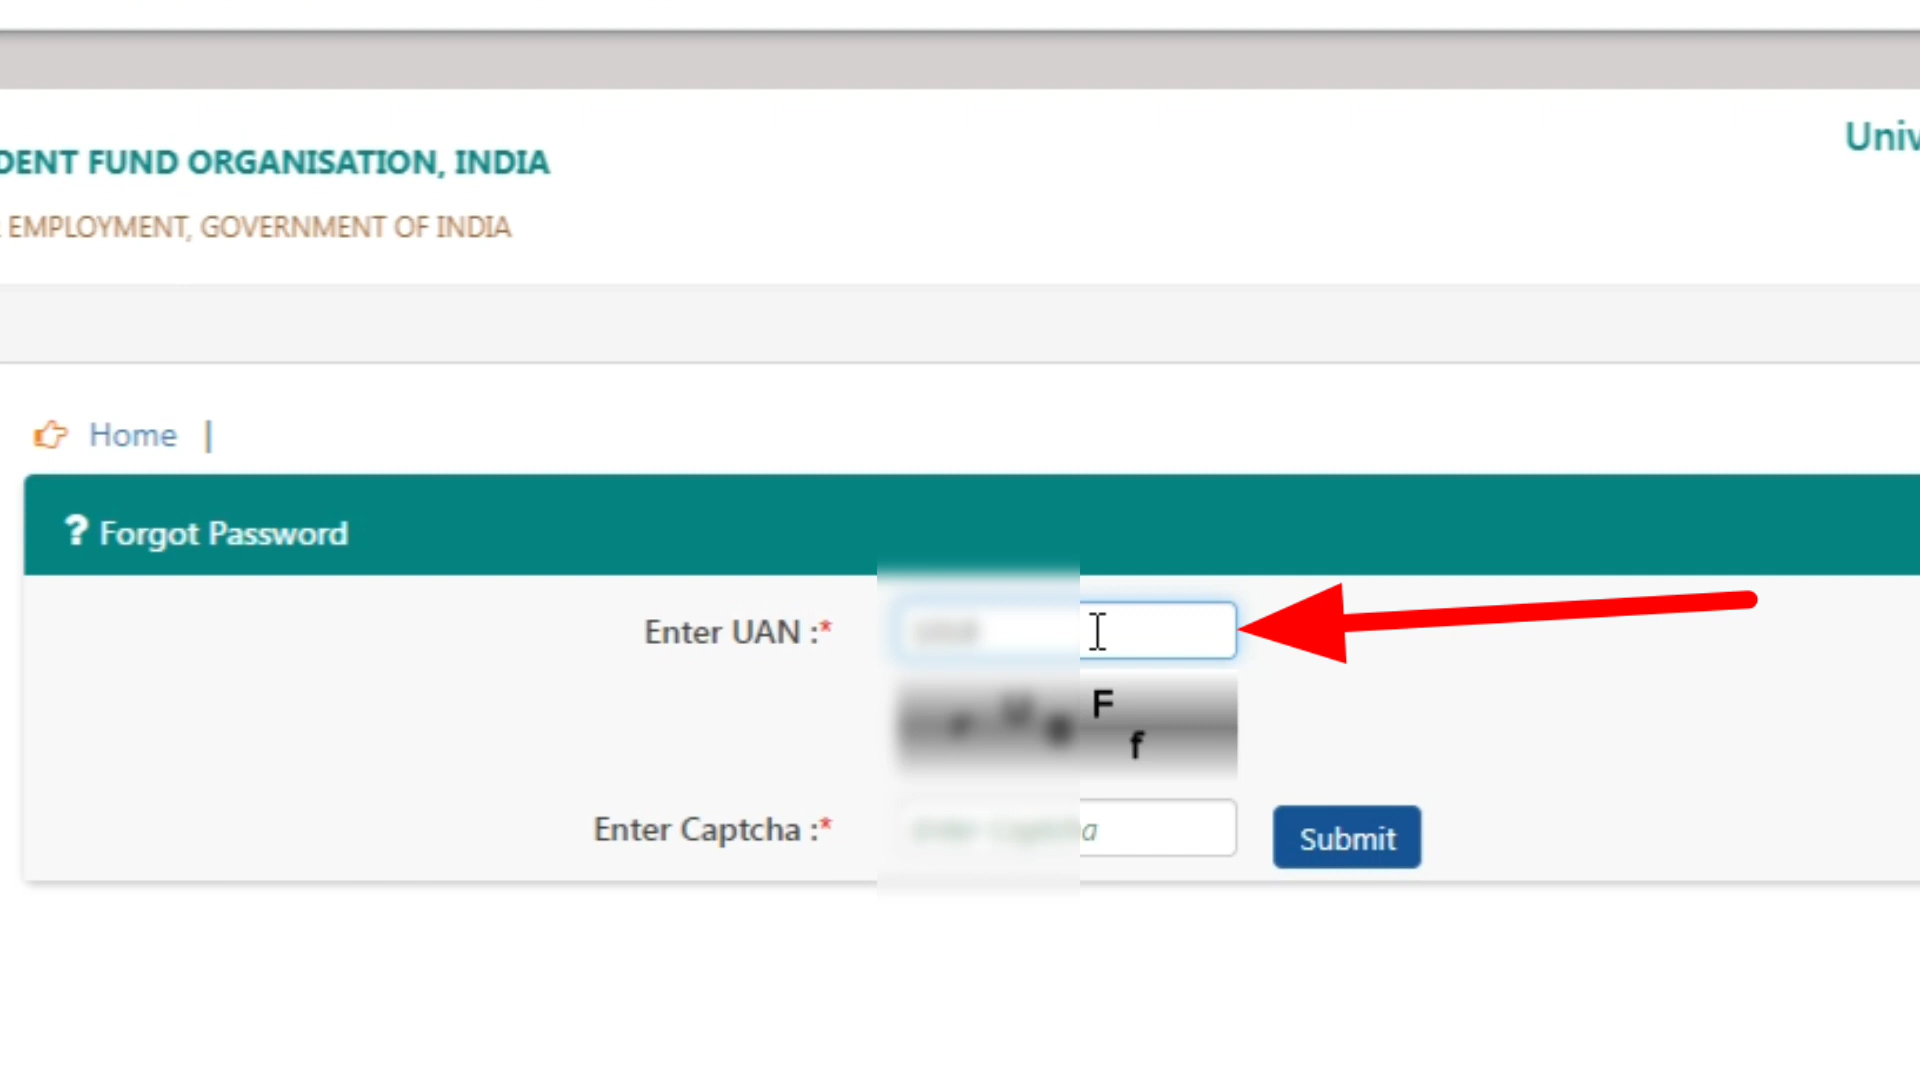 Univ
DENT FUND ORGANISATION, INDIA
EMPLOYMENT, GOVERNMENT OF INDIA
Home |
? Forgot Password
Enter UAN :*
F
f
Enter Captcha :*
Submit